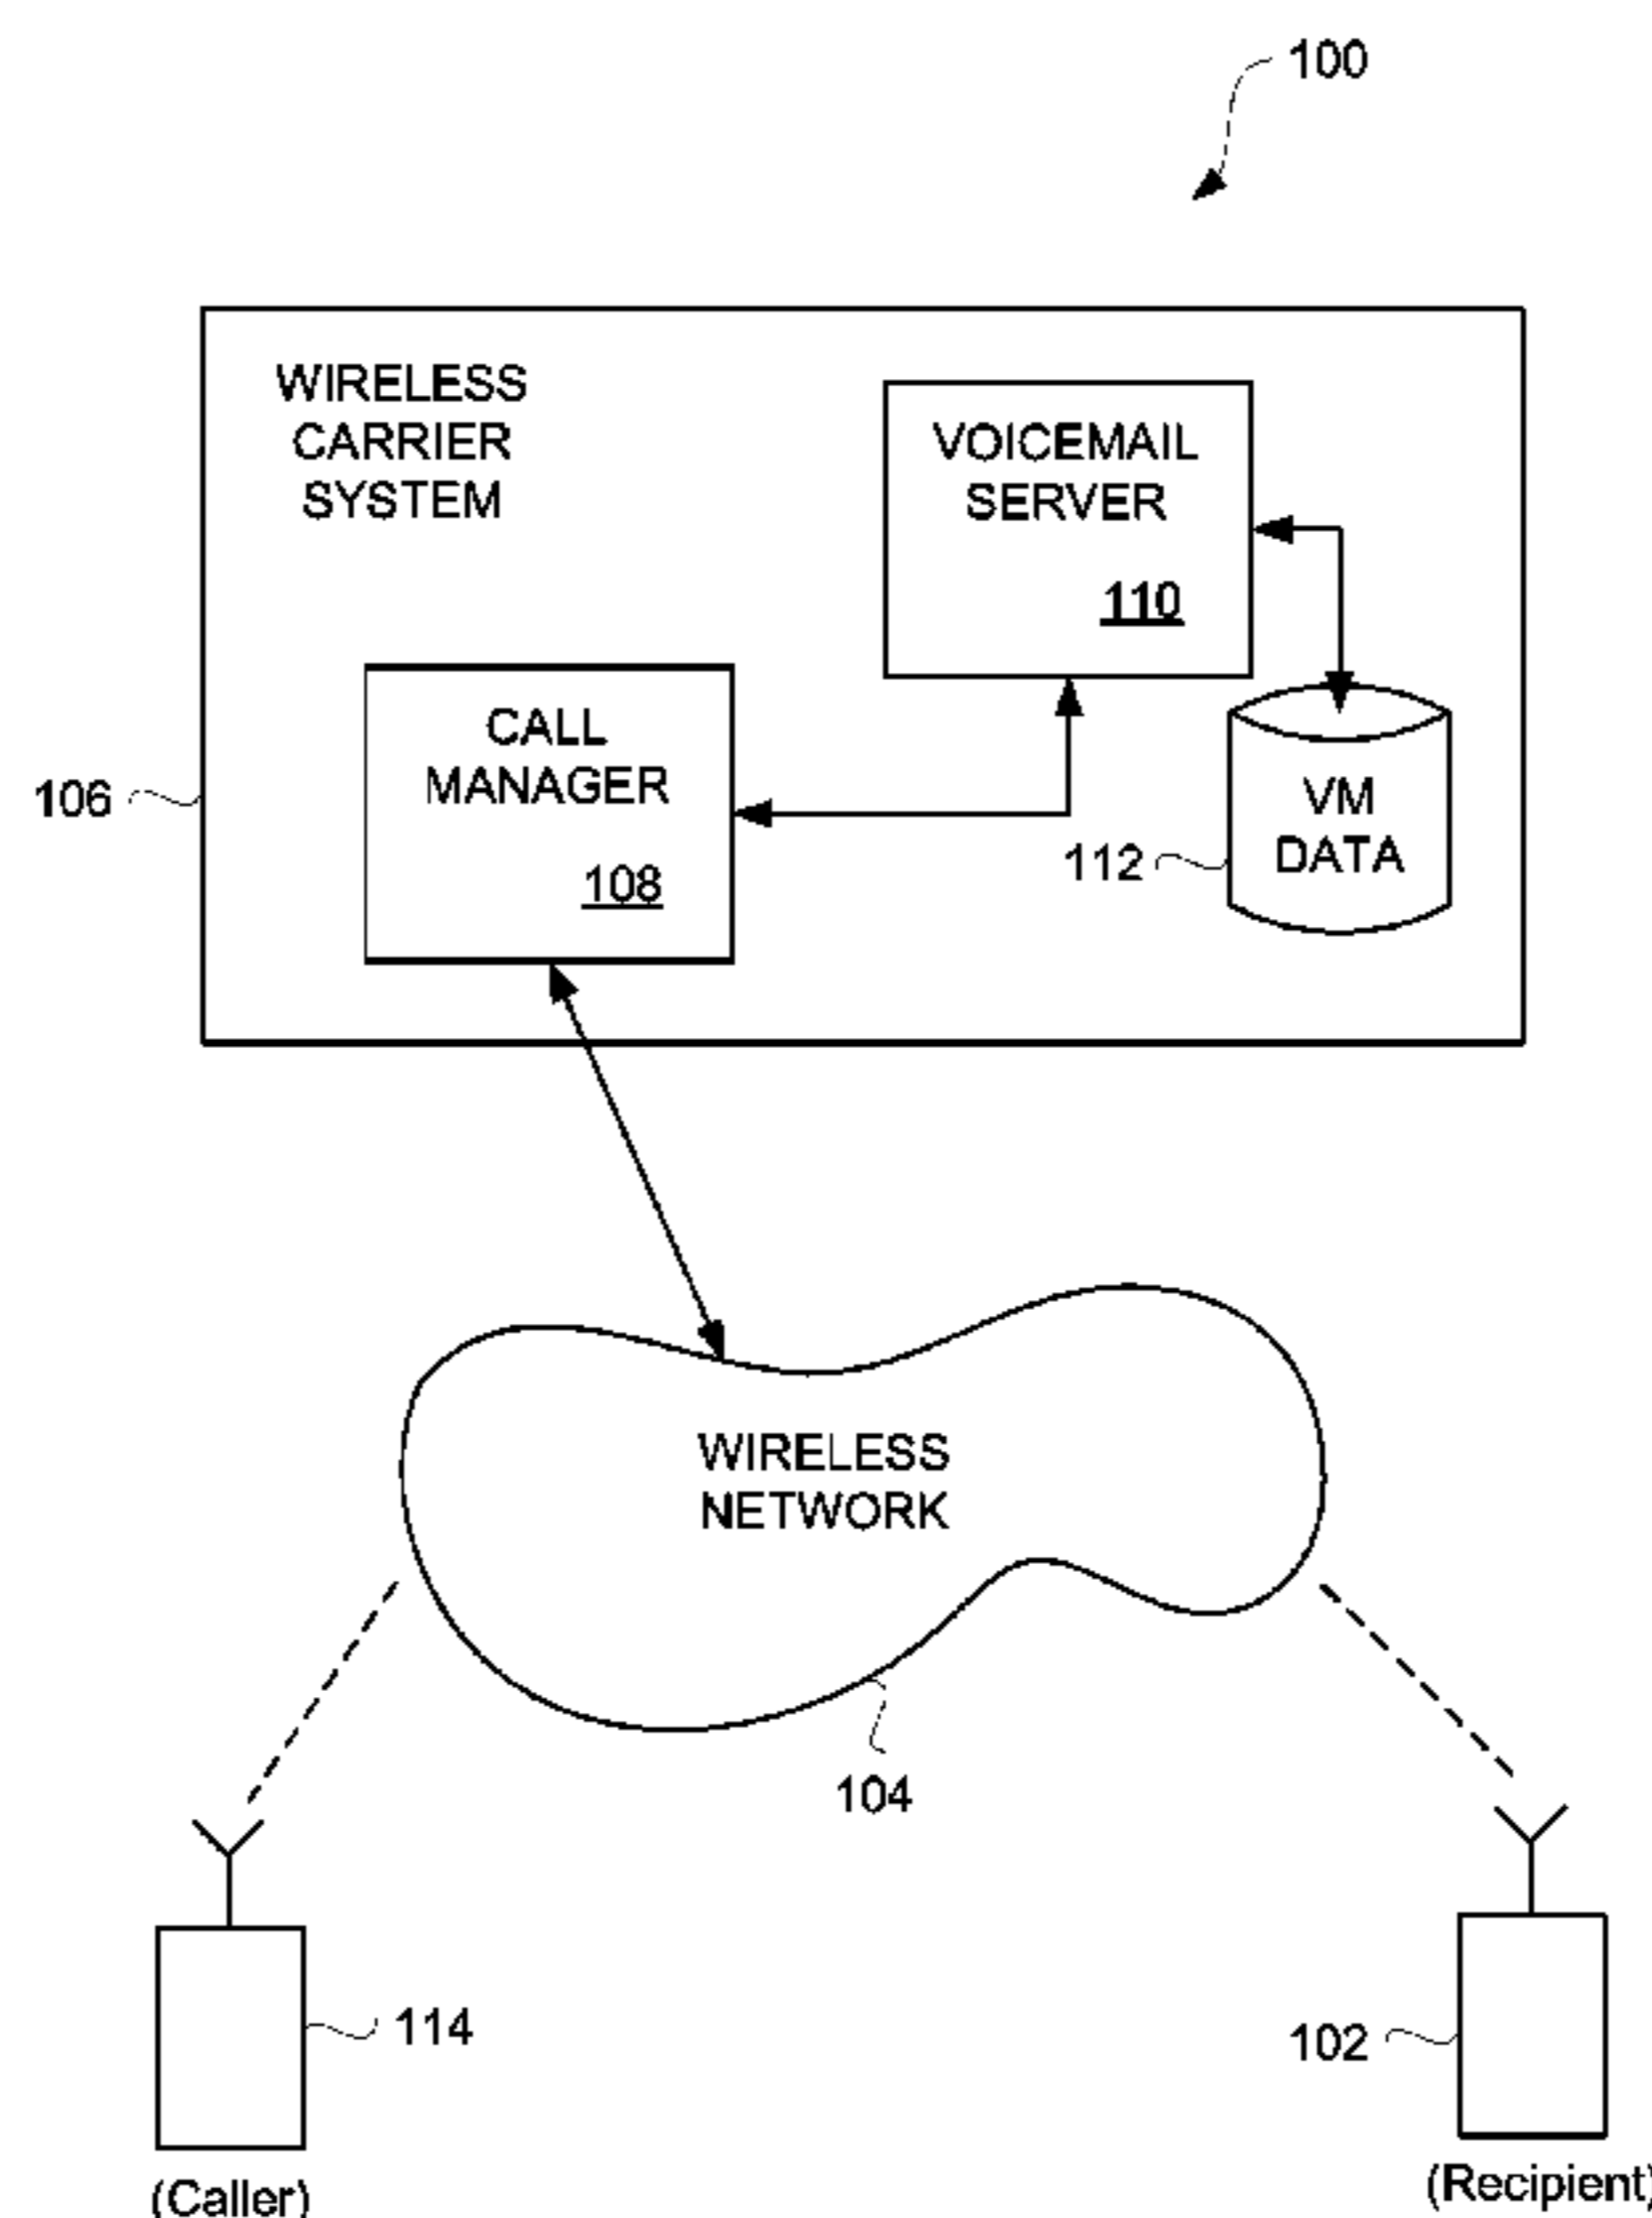 100
WIRELESS
CARRIER
SYSTEM
VOICEMAIL
SERVER
110
CALL
MANAGER
108
106
VM
DATA
112
WIRELESS
NETWORK
104
114
102
(Caller)
(Recipient)